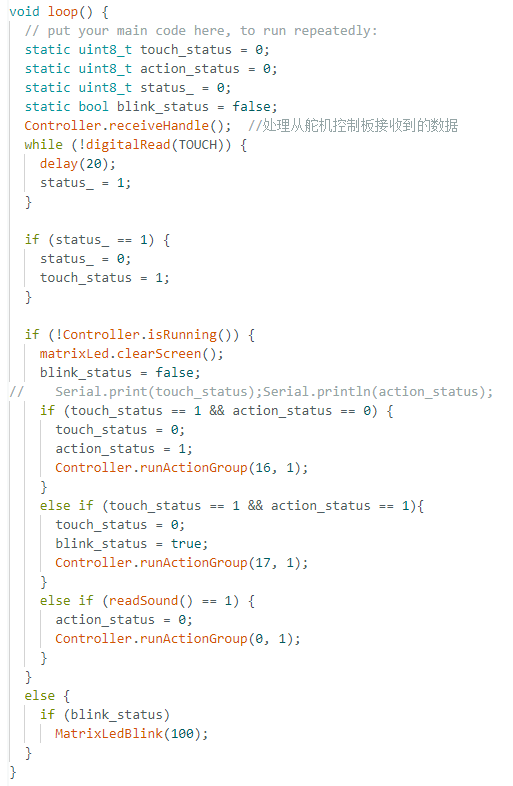 void loop() {
  // put your main code here, to run repeatedly:
  static uint8_t touch_status = 0;
  static uint8_t action_status = 0;
  static uint8_t status_ = 0;
  static bool blink_status = false;
  Controller.receiveHandle();  //处理从舵机控制板接收到的数据
  while (!digitalRead(TOUCH)) {
    delay(20);
    status_ = 1;
  }

  if (status_ == 1) {
    status_ = 0;
    touch_status = 1;
  }

  if (!Controller.isRunning()) {
    matrixLed.clearScreen();
    blink_status = false;
//    Serial.print(touch_status);Serial.println(action_status);
    if (touch_status == 1 && action_status == 0) {
      touch_status = 0;
      action_status = 1;
      Controller.runActionGroup(16, 1);
    }
    else if (touch_status == 1 && action_status == 1){
      touch_status = 0;
      blink_status = true;
      Controller.runActionGroup(17, 1);
    }
    else if (readSound() == 1) {
      action_status = 0;
      Controller.runActionGroup(0, 1);
    }
  }
  else {
    if (blink_status)
      MatrixLedBlink(100);
  }
}